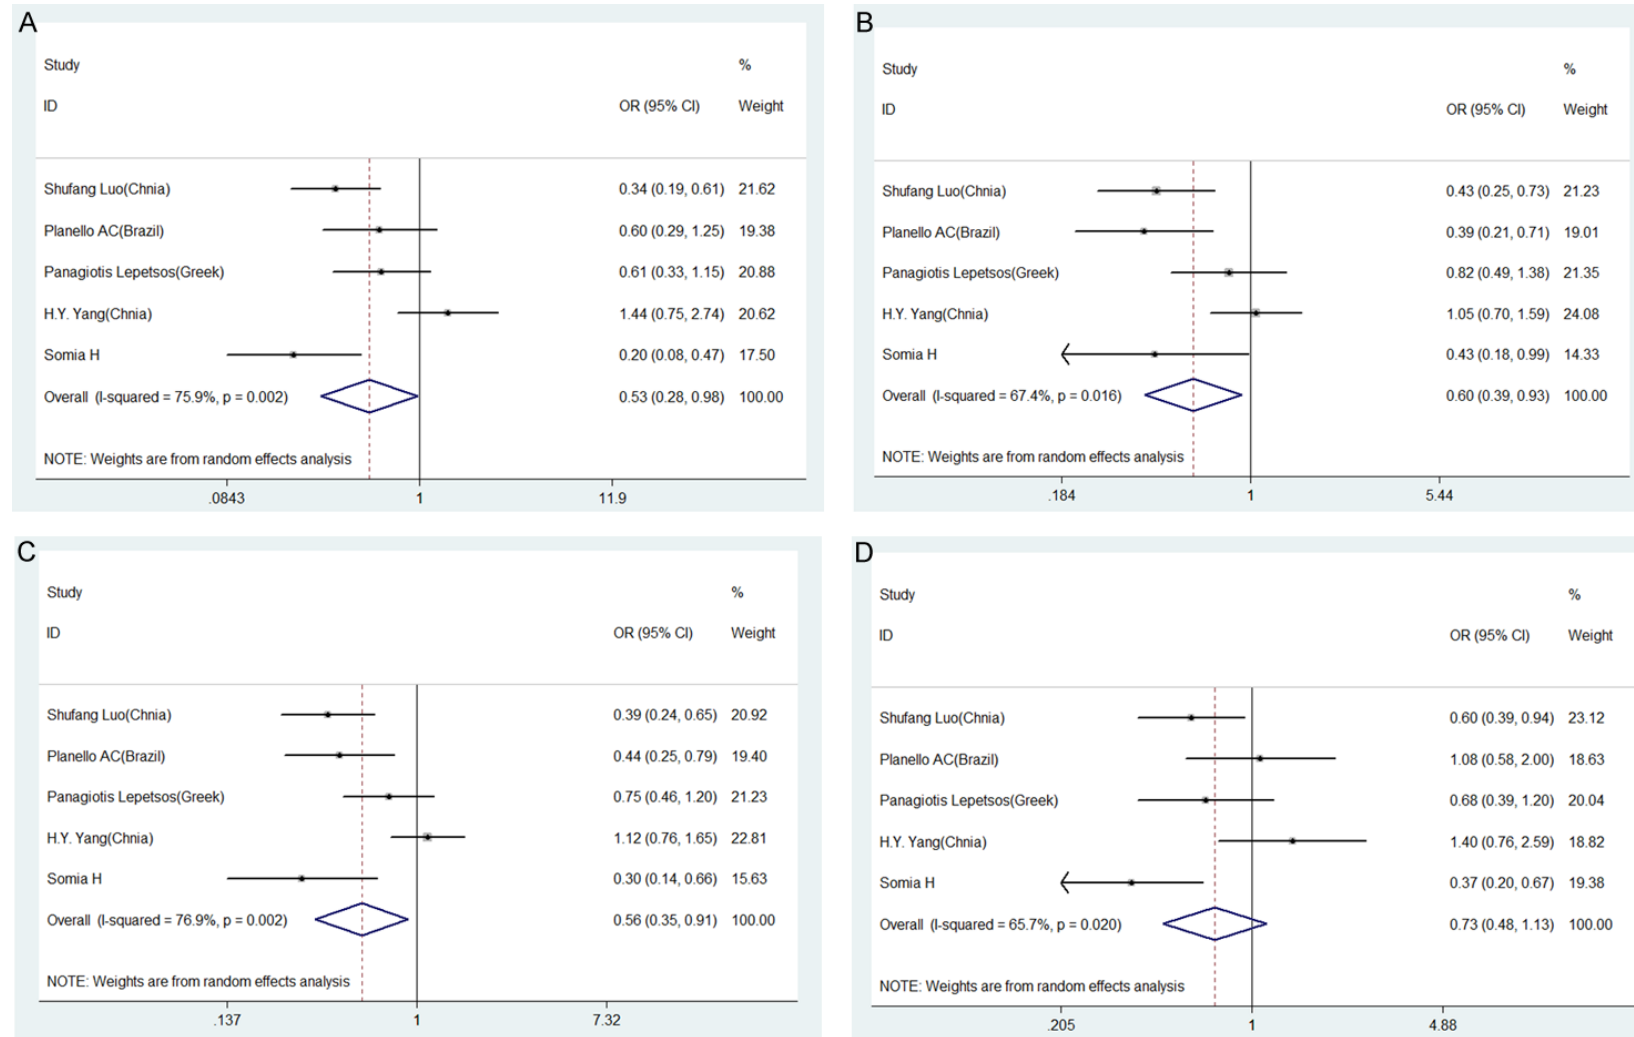 A
Study %
ID OR (95% CI) Weight
Shufang Luo(Chnia) 0.34 (0.19, 0.61) 21.62
Planello AC(Brazil) 0.60 (0.29, 1.25) 19.38
Panagiotis Lepetsos(Greek) 0.61 (0.33, 1.15) 20.88
H.Y. Yang(Chnia) 1.44 (0.75, 2.74) 20.62
Somia H 0.20 (0.08, 0.47) 17.50
Overall (I-squared = 75.9%, p = 0.002) 0.53 (0.28, 0.98) 100.00
NOTE: Weights are from random effects analysis
.0843 1 11.9
B
Study %
ID OR (95% CI) Weight
Shufang Luo(Chnia) 0.43 (0.25, 0.73) 21.23
Planello AC(Brazil) 0.39 (0.21, 0.71) 19.01
Panagiotis Lepetsos(Greek) 0.82 (0.49, 1.38) 21.35
H.Y. Yang(Chnia) 1.05 (0.70, 1.59) 24.08
Somia H 0.43 (0.18, 0.99) 14.33
Overall (I-squared = 67.4%, p = 0.016) 0.60 (0.39, 0.93) 100.00
NOTE: Weights are from random effects analysis
.184 1 5.44
C
Study %
ID OR (95% CI) Weight
Shufang Luo(Chnia) 0.39 (0.24, 0.65) 20.92
Planello AC(Brazil) 0.44 (0.25, 0.79) 19.40
Panagiotis Lepetsos(Greek) 0.75 (0.46, 1.20) 21.23
H.Y. Yang(Chnia) 1.12 (0.76, 1.65) 22.81
Somia H 0.30 (0.14, 0.66) 15.63
Overall (I-squared = 76.9%, p = 0.002) 0.56 (0.35, 0.91) 100.00
NOTE: Weights are from random effects analysis
.137 1 7.32
D
Study %
ID OR (95% CI) Weight
Shufang Luo(Chnia) 0.60 (0.39, 0.94) 23.12
Planello AC(Brazil) 1.08 (0.58, 2.00) 18.63
Panagiotis Lepetsos(Greek) 0.68 (0.39, 1.20) 20.04
H.Y. Yang(Chnia) 1.40 (0.76, 2.59) 18.82
Somia H 0.37 (0.20, 0.67) 19.38
Overall (I-squared = 65.7%, p = 0.020) 0.73 (0.48, 1.13) 100.00
NOTE: Weights are from random effects analysis
.205 1 4.88